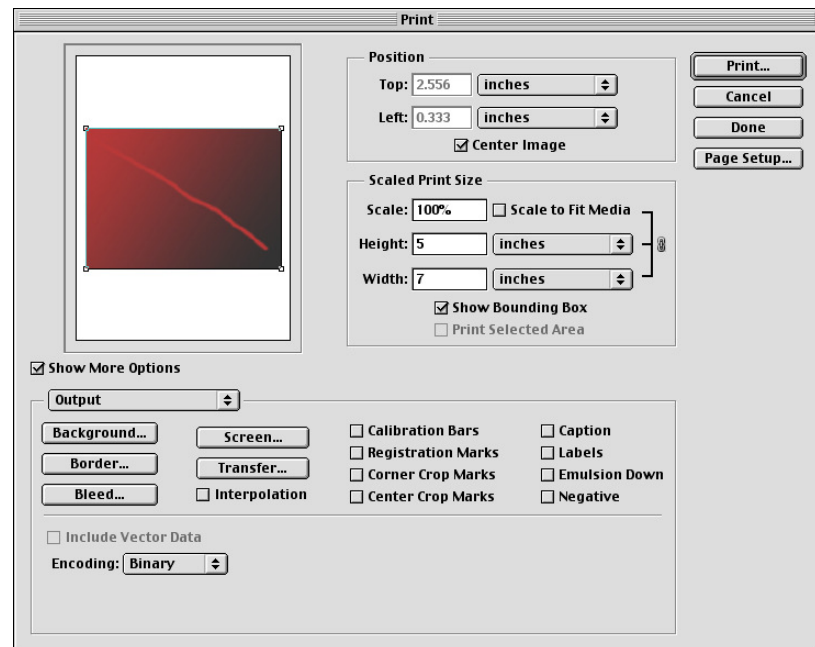 Print
Position
Top: 2.556 inches
Left: 0.333 inches
Center Image
Print...
Cancel
Done
Page Setup...
Scaled Print Size
Scale: 100% Scale to Fit Media
Height: 5 inches
Width: 7 inches
Show Bounding Box
Print Selected Area
Show More Options
Output
Background...
Border...
Bleed...
Screen...
Transfer...
Interpolation
Calibration Bars
Registration Marks
Corner Crop Marks
Center Crop Marks
Caption
Labels
Emulsion Down
Negative
Include Vector Data
Encoding: Binary